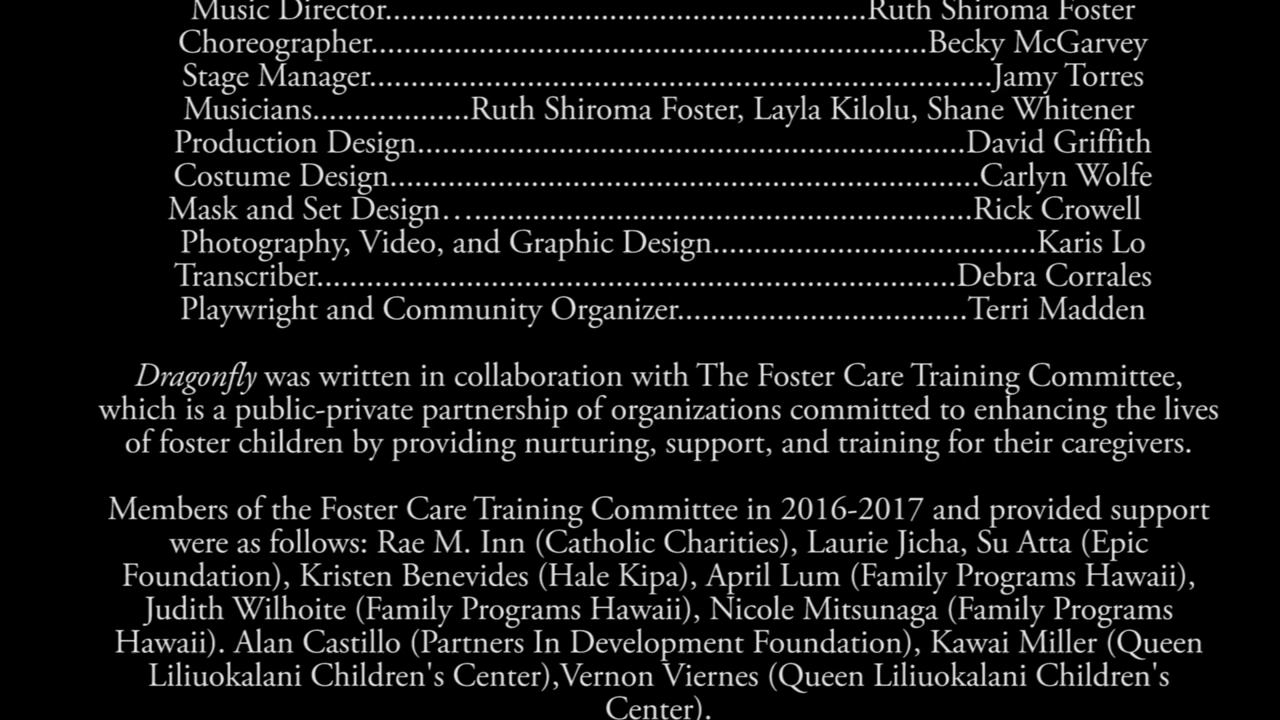 Music Director..........................................................Ruth Shiroma Foster
Choreographer...................................................................Becky McGarvey
Stage Manager..........................................................................Jamy Torres
Musicians...................Ruth Shiroma Foster, Layla Kilolu, Shane Whitener
Production Design..................................................................David Griffith
Costume Design.......................................................................Carlyn Wolfe
Mask and Set Design…............................................................Rick Crowell
Photography, Video, and Graphic Design.......................................Karis Lo
Transcriber.............................................................................Debra Corrales
Playwright and Community Organizer...................................Terri Madden
Dragonfly was written in collaboration with The Foster Care Training Committee,
which is a public-private partnership of organizations committed to enhancing the lives
of foster children by providing nurturing, support, and training for their caregivers.
Members of the Foster Care Training Committee in 2016-2017 and provided support
were as follows: Rae M. Inn (Catholic Charities), Laurie Jicha, Su Atta (Epic
Foundation), Kristen Benevides (Hale Kipa), April Lum (Family Programs Hawaii),
Judith Wilhoite (Family Programs Hawaii), Nicole Mitsunaga (Family Programs
Hawaii). Alan Castillo (Partners In Development Foundation), Kawai Miller (Queen
Liliuokalani Children's Center),Vernon Viernes (Queen Liliuokalani Children's
Center).